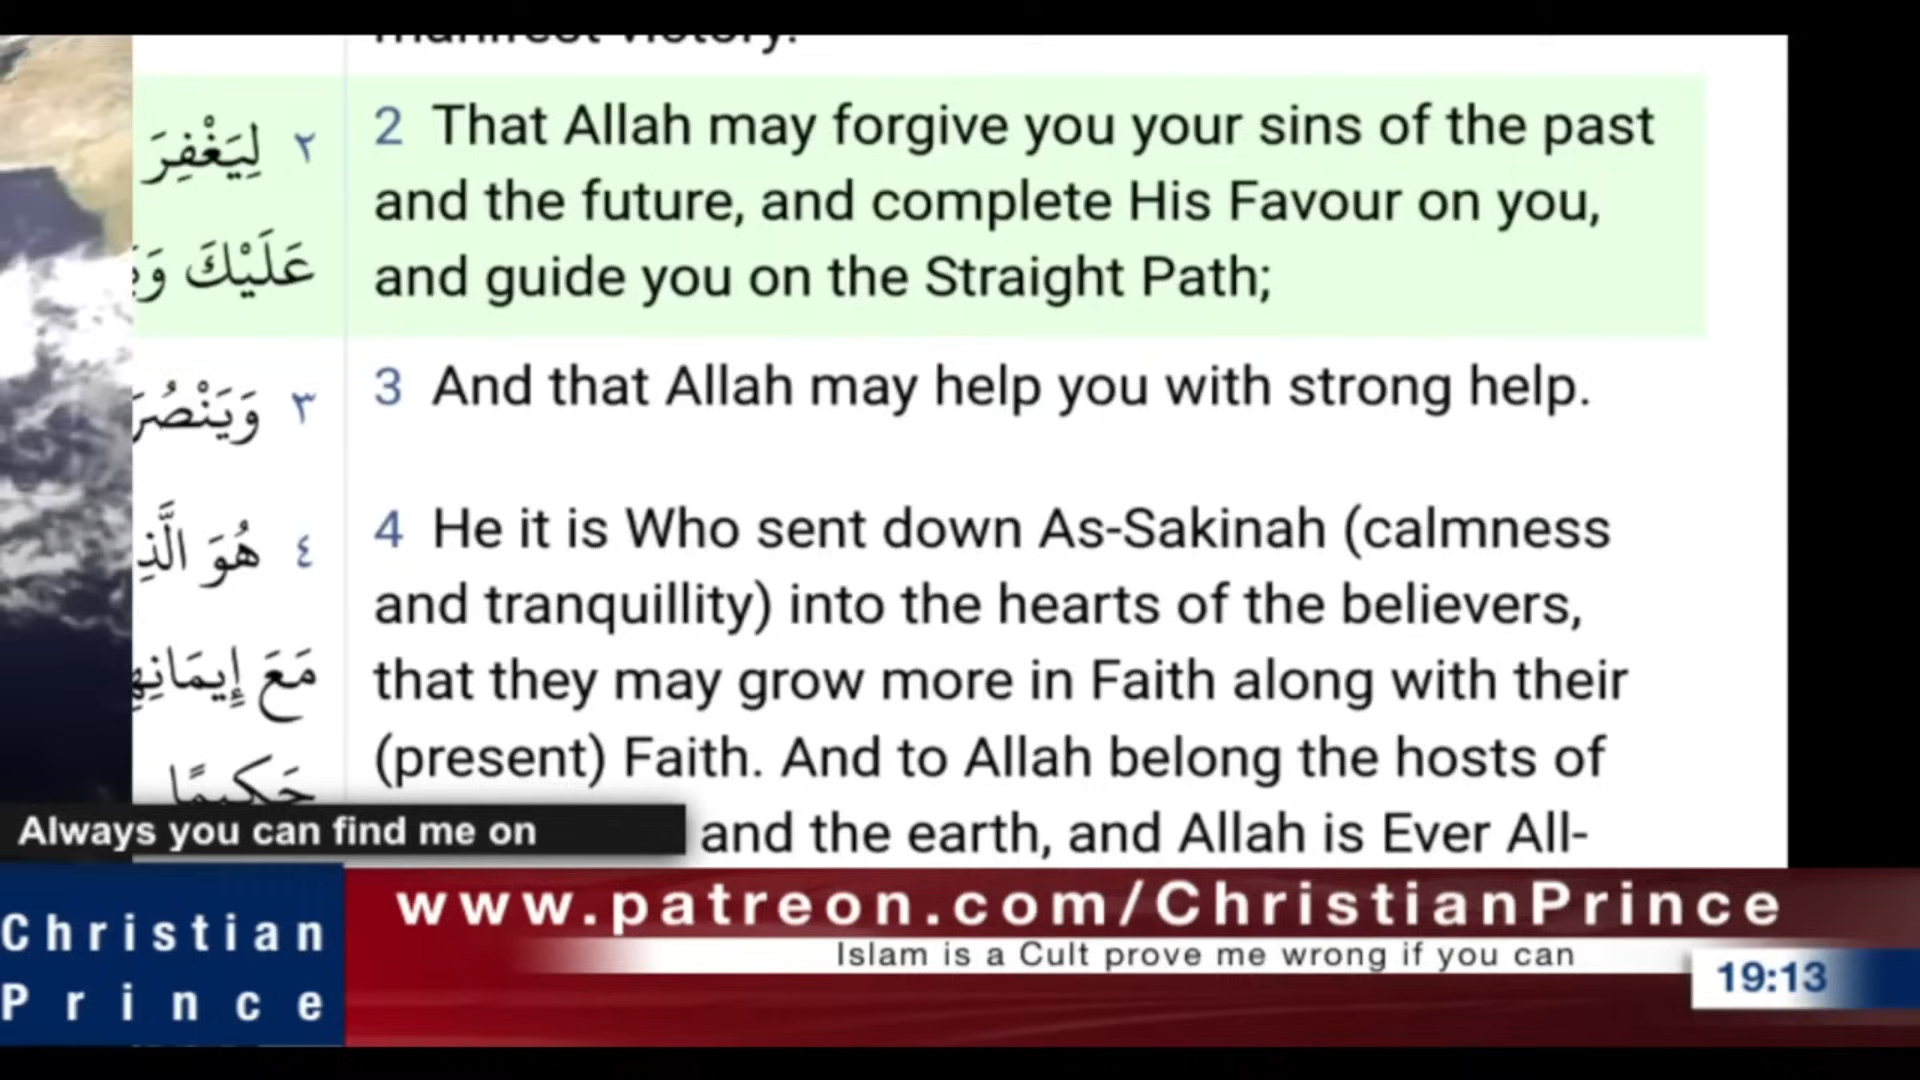 manifest victory.
٢ لِيَغْفِرَ
عَلَيْكَ
2 That Allah may forgive you your sins of the past
and the future, and complete His Favour on you,
and guide you on the Straight Path;
٣
3 And that Allah may help you with strong help.
٤ هُوَ
مَعَ
حَكِيمًا
4 He it is Who sent down As-Sakinah (calmness
and tranquillity) into the hearts of the believers,
that they may grow more in Faith along with their
(present) Faith. And to Allah belong the hosts of
and the earth, and Allah is Ever All-
Always you can find me on
Christian
Prince
www.patreon.com/ChristianPrince
Islam is a Cult prove me wrong if you can
19:13